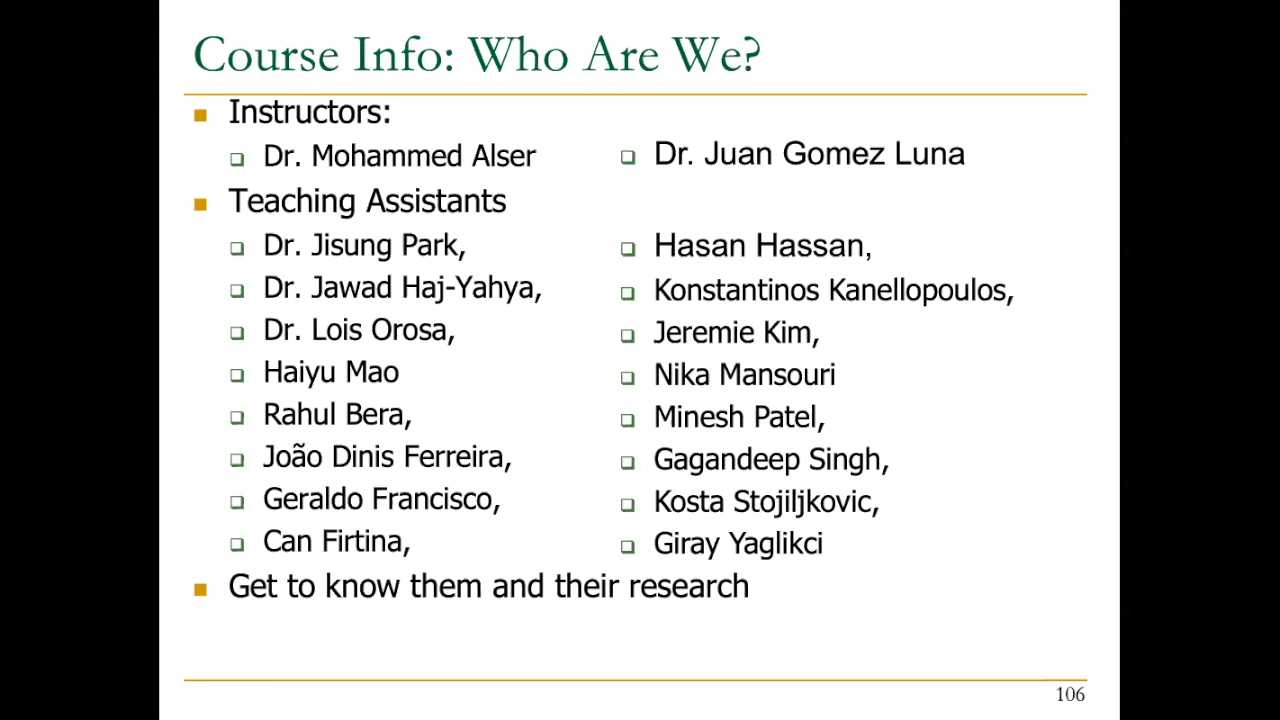 Course Info: Who Are We?
Instructors:
Dr. Mohammed Alser
Dr. Juan Gomez Luna
Teaching Assistants
Dr. Jisung Park,
Dr. Jawad Haj-Yahya,
Dr. Lois Orosa,
Haiyu Mao
Rahul Bera,
João Dinis Ferreira,
Geraldo Francisco,
Can Firtina,
Hasan Hassan,
Konstantinos Kanellopoulos,
Jeremie Kim,
Nika Mansouri
Minesh Patel,
Gagandeep Singh,
Kosta Stojiljkovic,
Giray Yaglikci
Get to know them and their research
106